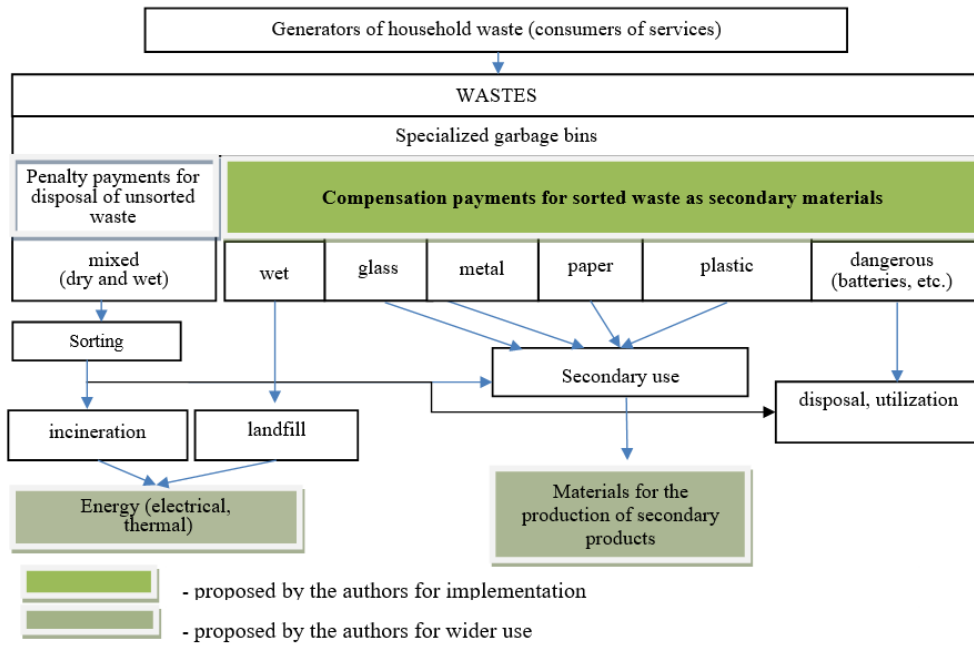 Generators of household waste (consumers of services)
WASTES
Specialized garbage bins
Penalty payments for
disposal of unsorted
waste
Compensation payments for sorted waste as secondary materials
mixed
(dry and wet)
wet
glass
metal
paper
plastic
dangerous
(batteries, etc.)
Sorting
Secondary use
disposal, utilization
incineration
landfill
Energy (electrical,
thermal)
Materials for the
production of secondary
products
- proposed by the authors for implementation
- proposed by the authors for wider use